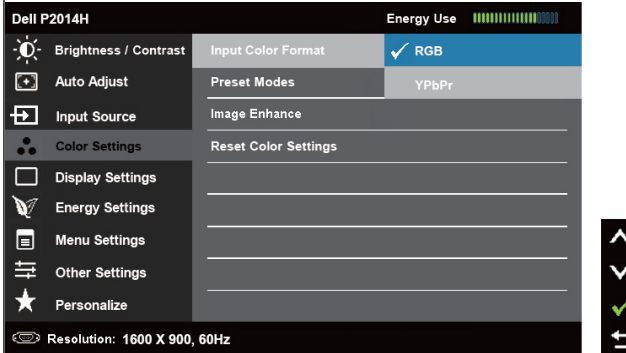 Dell P2014H Energy Use
Brightness / Contrast Input Color Format RGB
Auto Adjust Preset Modes YPbPr
Input Source Image Enhance
Color Settings Reset Color Settings
Display Settings
Energy Settings
Menu Settings
Other Settings
Personalize
Resolution: 1600 X 900, 60Hz